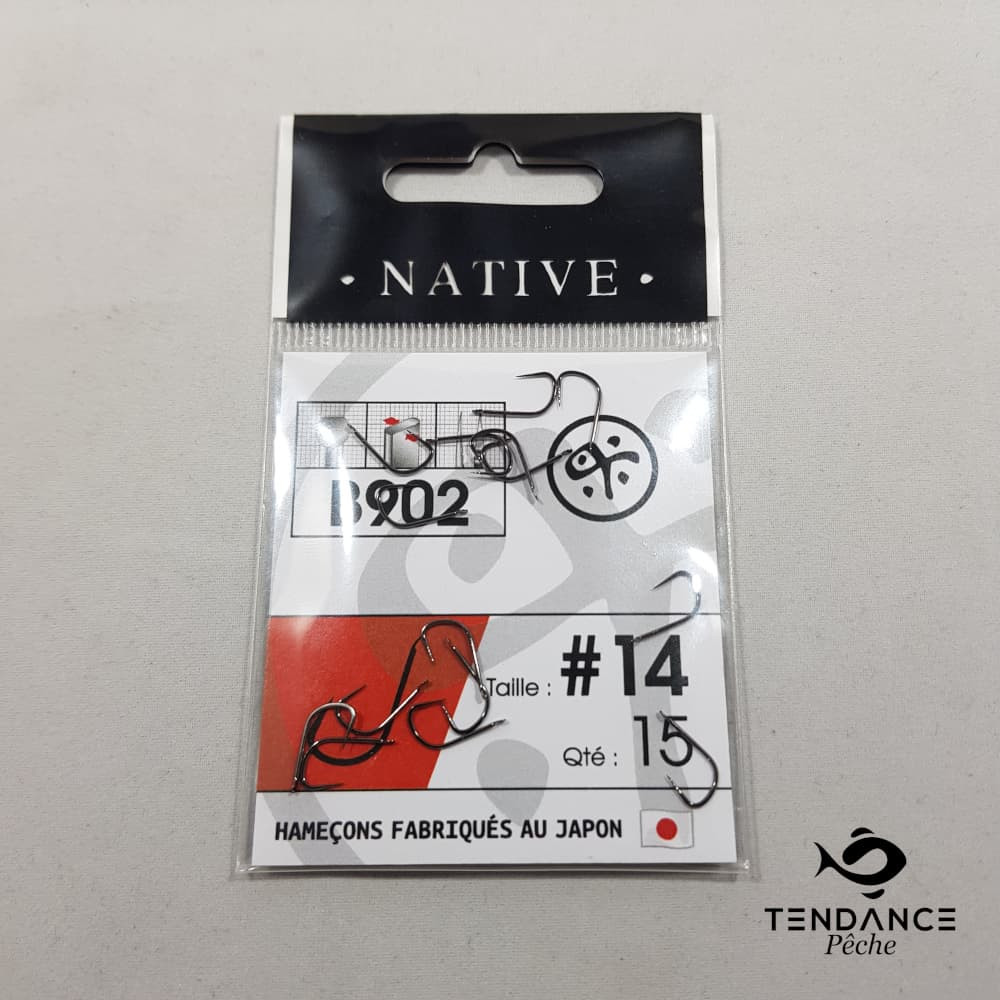 · NATIVE ·
B902
Taille : #14
Qté : 15
HAMEÇONS FABRIQUÉS AU JAPON
TENDANCE
Pêche